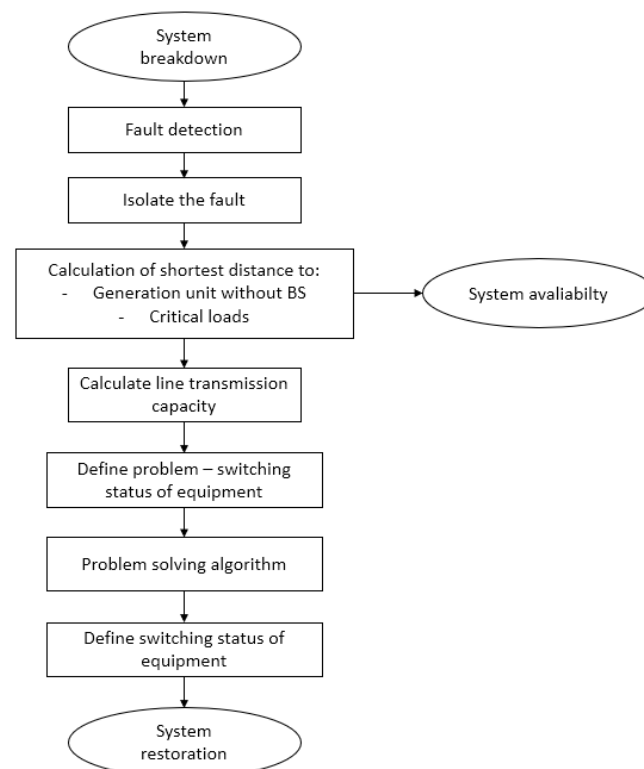 System
breakdown
Fault detection
Isolate the fault
Calculation of shortest distance to:
- Generation unit without BS
- Critical loads
System avaliabilty
Calculate line transmission
capacity
Define problem – switching
status of equipment
Problem solving algorithm
Define switching status of
equipment
System
restoration